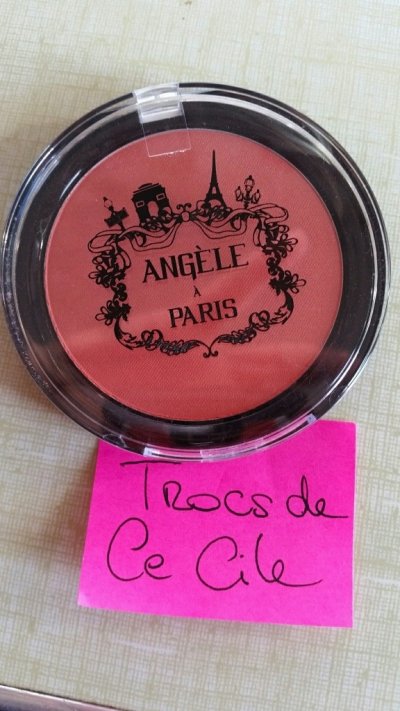 ANGÈLE
À
PARIS
Trocs de
Ce Cile